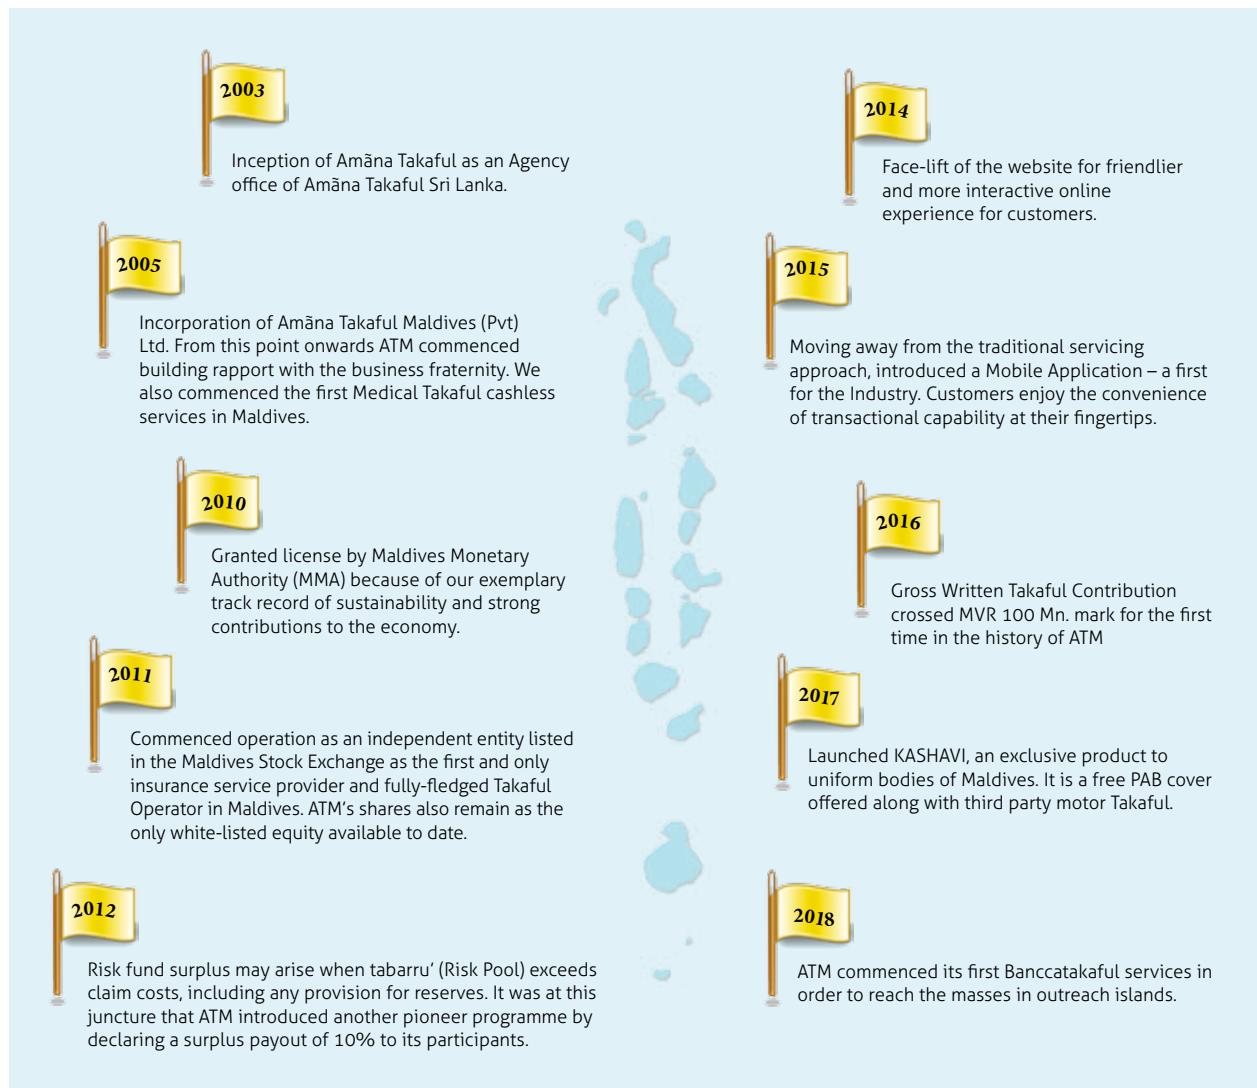 2003
Inception of Amãna Takaful as an Agency
office of Amãna Takaful Sri Lanka.
2005
Incorporation of Amãna Takaful Maldives (Pvt)
Ltd. From this point onwards ATM commenced
building rapport with the business fraternity. We
also commenced the first Medical Takaful cashless
services in Maldives.
2010
Granted license by Maldives Monetary
Authority (MMA) because of our exemplary
track record of sustainability and strong
contributions to the economy.
2011
Commenced operation as an independent entity listed
in the Maldives Stock Exchange as the first and only
insurance service provider and fully-fledged Takaful
Operator in Maldives. ATM’s shares also remain as the
only white-listed equity available to date.
2012
Risk fund surplus may arise when tabarru’ (Risk Pool) exceeds
claim costs, including any provision for reserves. It was at this
juncture that ATM introduced another pioneer programme by
declaring a surplus payout of 10% to its participants.
2014
Face-lift of the website for friendlier
and more interactive online
experience for customers.
2015
Moving away from the traditional servicing
approach, introduced a Mobile Application – a first
for the Industry. Customers enjoy the convenience
of transactional capability at their fingertips.
2016
Gross Written Takaful Contribution
crossed MVR 100 Mn. mark for the first
time in the history of ATM
2017
Launched KASHAVI, an exclusive product to
uniform bodies of Maldives. It is a free PAB cover
offered along with third party motor Takaful.
2018
ATM commenced its first Banccatakaful services in
order to reach the masses in outreach islands.